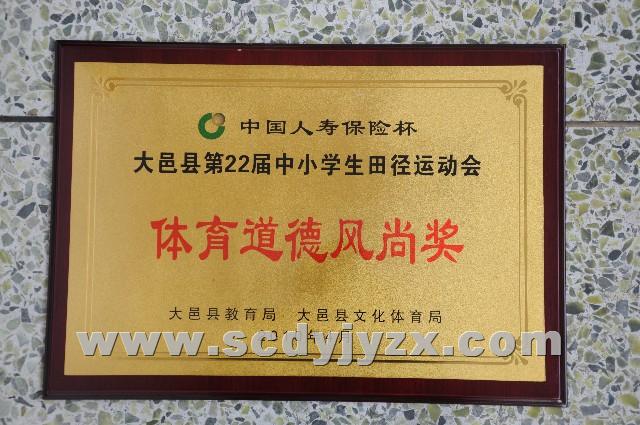 中国人寿保险杯
大邑县第22届中小学生田径运动会
体育道德风尚奖
大邑县教育局 大邑县文化体育局
www.scdyjyzx.com